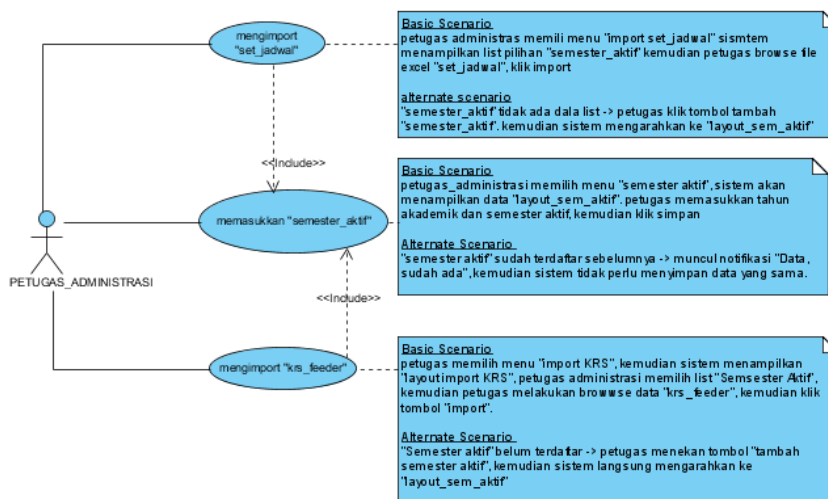 mengimport
"set_jadwal"
Basic Scenario
petugas administras memili menu "import set_jadwal" sismtem
menampilkan list pilihan "semester_aktif" kemudian petugas browse file
excel "set_jadwal", klik import
alternate scenario
"semester_aktif" tidak ada dala list -> petugas klik tombol tambah
"semester_aktif". kemudian sistem mengarahkan ke "layout_sem_aktif"
<<Include>>
memasukkan "semester_aktif"
Basic Scenario
petugas_administrasi memilih menu "semester aktif", sistem akan
menampilkan data "layout_sem_aktif". petugas memasukkan tahun
akademik dan semester aktif, kemudian klik simpan
Alternate Scenario
"semester aktif" sudah terdaftar sebelumnya -> muncul notifikasi "Data,
sudah ada", kemudian sistem tidak perlu menyimpan data yang sama.
PETUGAS_ADMINISTRASI
<<Include>>
mengimport "krs_feeder"
Basic Scenario
petugas memilih menu "import KRS", kemudian sistem menampilkan
"layout import KRS", petugas administrasi memilih list "Semsester Aktif",
kemudian petugas melakukan browwse data "krs_feeder", kemudian klik
tombol "import".
Alternate Scenario
"Semester aktif" belum terdaftar -> petugas menekan tombol "tambah
semester aktif", kemudian sistem langsung mengarahkan ke
"layout_sem_aktif"